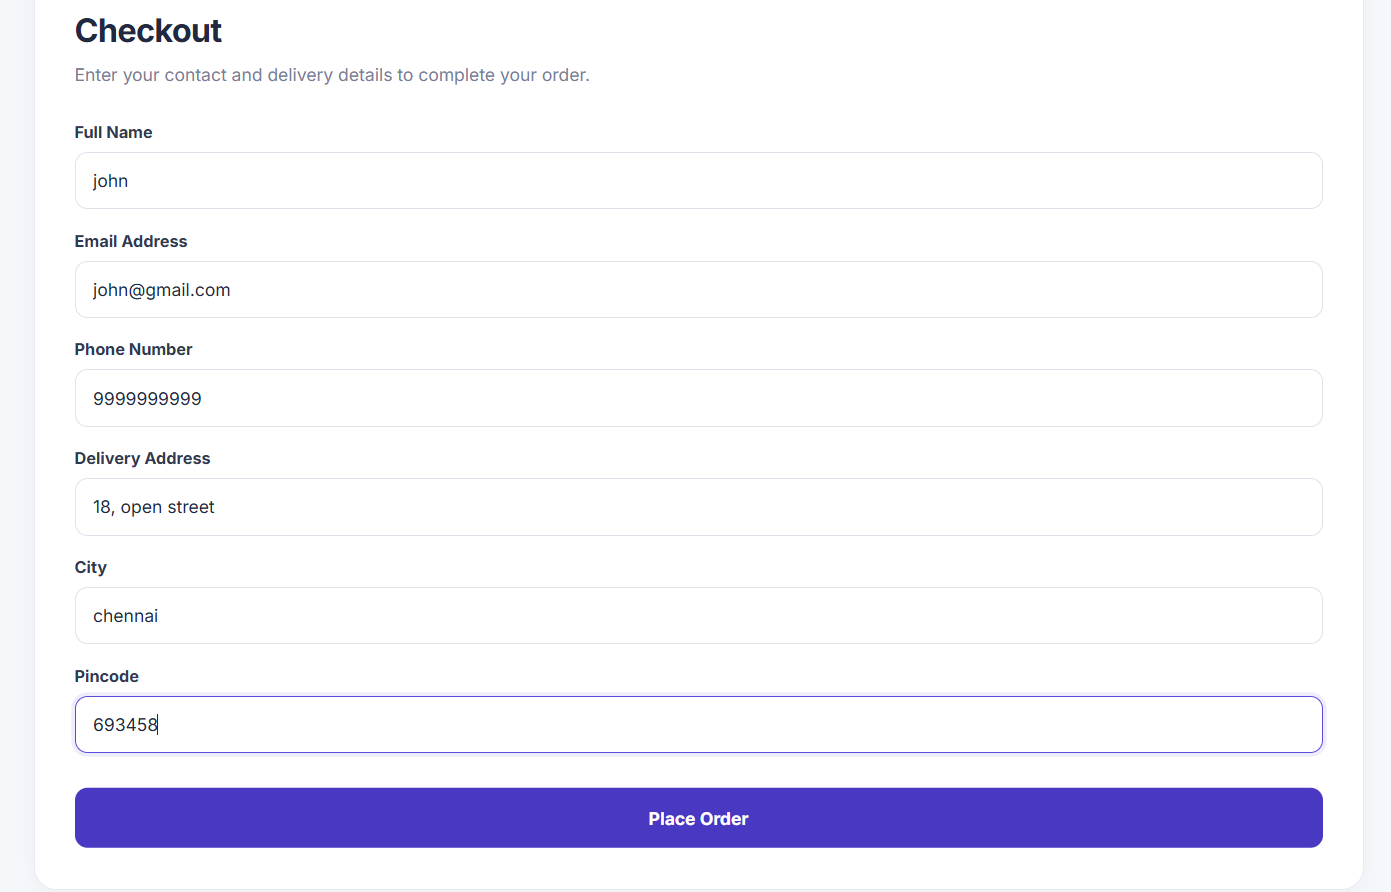 Checkout
Enter your contact and delivery details to complete your order.
Full Name
john
Email Address
john@gmail.com
Phone Number
9999999999
Delivery Address
18, open street
City
chennai
Pincode
693458
Place Order